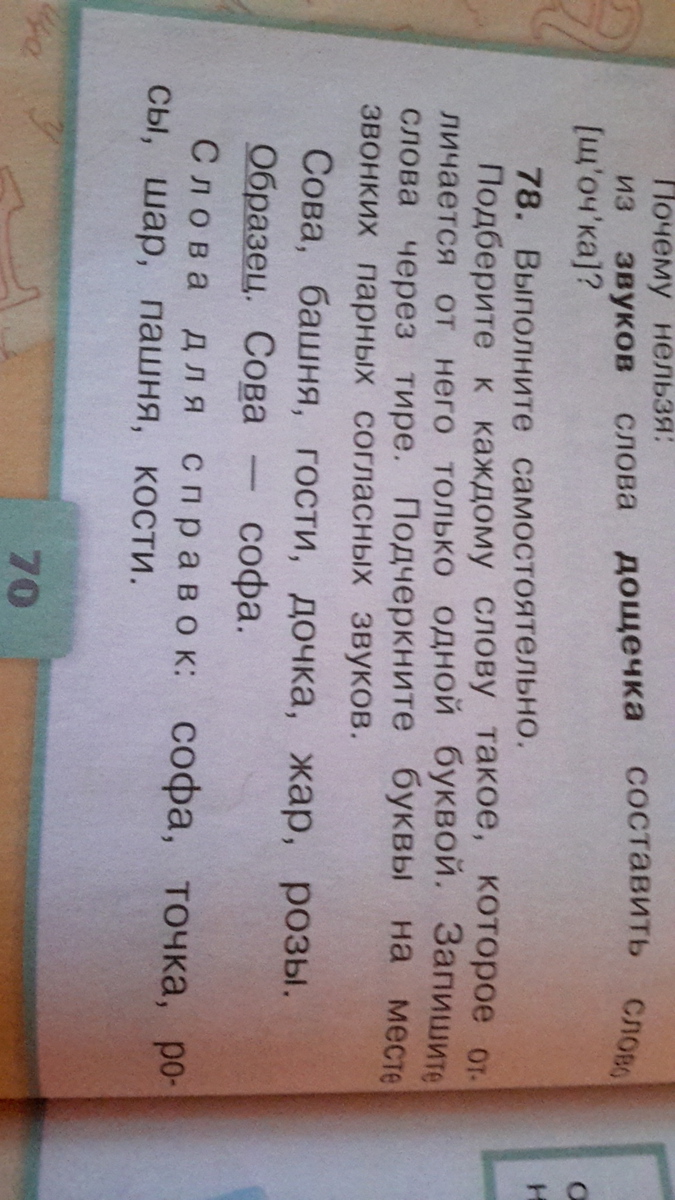 Почему нельзя:
из звуков слова дощечка составить слово
[щ'оч'ка]?
78. Выполните самостоятельно.
Подберите к каждому слову такое, которое от-
личается от него только одной буквой. Запишите
слова через тире. Подчеркните буквы на месте
звонких парных согласных звуков.
Сова, башня, гости, дочка, жар, розы.
Образец. Сова — софа.
Слова для справок: софа, точка, ро-
сы, шар, пашня, кости.
70